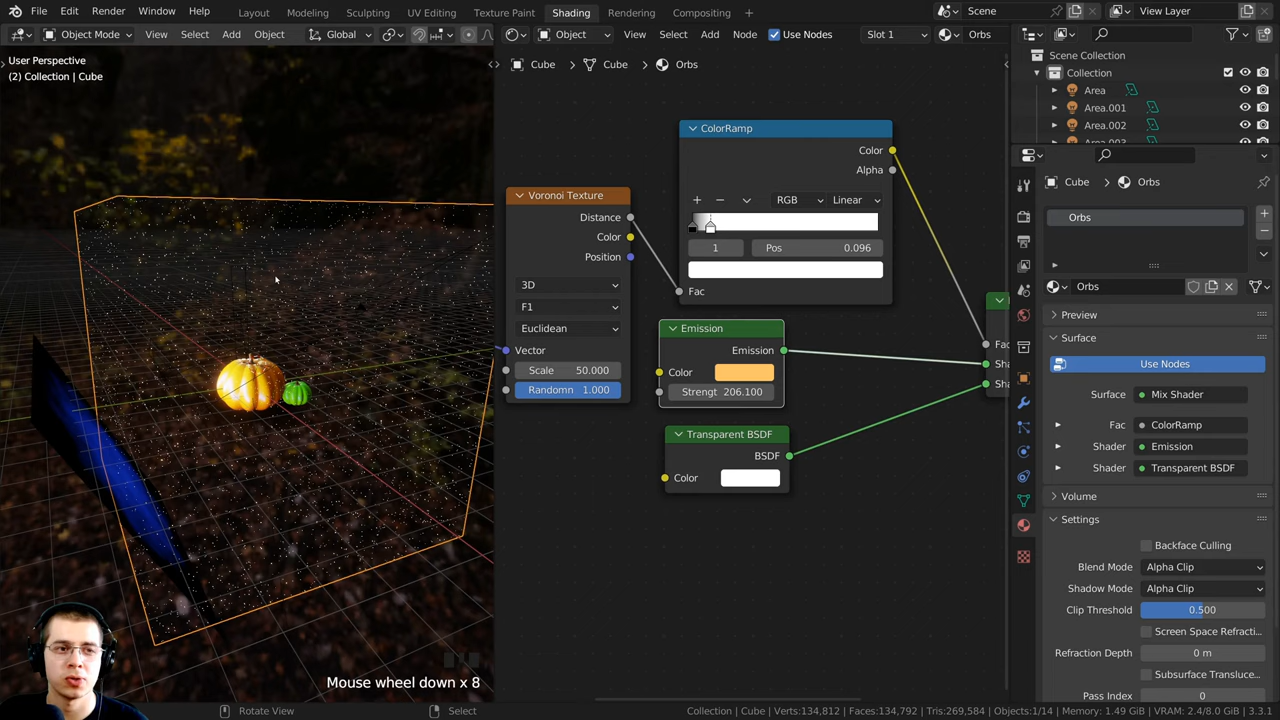 File Edit Render Window Help Layout Modeling Sculpting UV Editing Texture Paint Shading Rendering Compositing Scene View Layer
Object Mode View Select Add Object Global
Object View Select Add Node Use Nodes Slot 1 Orbs
User Perspective
(2) Collection | Cube
Cube Cube Orbs
ColorRamp
Color
Alpha
RGB Linear
1 Pos 0.096
Fac
Voronoi Texture
Distance
Color
Position
3D
F1
Euclidean
Vector
Scale 50.000
Randomn 1.000
Emission
Emission
Color
Strengt 206.100
Transparent BSDF
BSDF
Color
Fac
Sha
Sha
Scene Collection
Collection
Area
Area.001
Area.002
Cube Orbs
Orbs
Orbs
Preview
Surface
Use Nodes
Surface Mix Shader
Fac ColorRamp
Shader Emission
Shader Transparent BSDF
Volume
Settings
Backface Culling
Blend Mode Alpha Clip
Shadow Mode Alpha Clip
Clip Threshold 0.500
Screen Space Refracti...
Refraction Depth 0 m
Subsurface Transluce...
Pass Index 0
Mouse wheel down x 8
Rotate View Select Collection | Cube | Verts:134,812 | Faces:134,792 | Tris:269,584 | Objects:1/14 | Memory: 1.49 GiB | VRAM: 2.4/8.0 GiB | 3.3.1